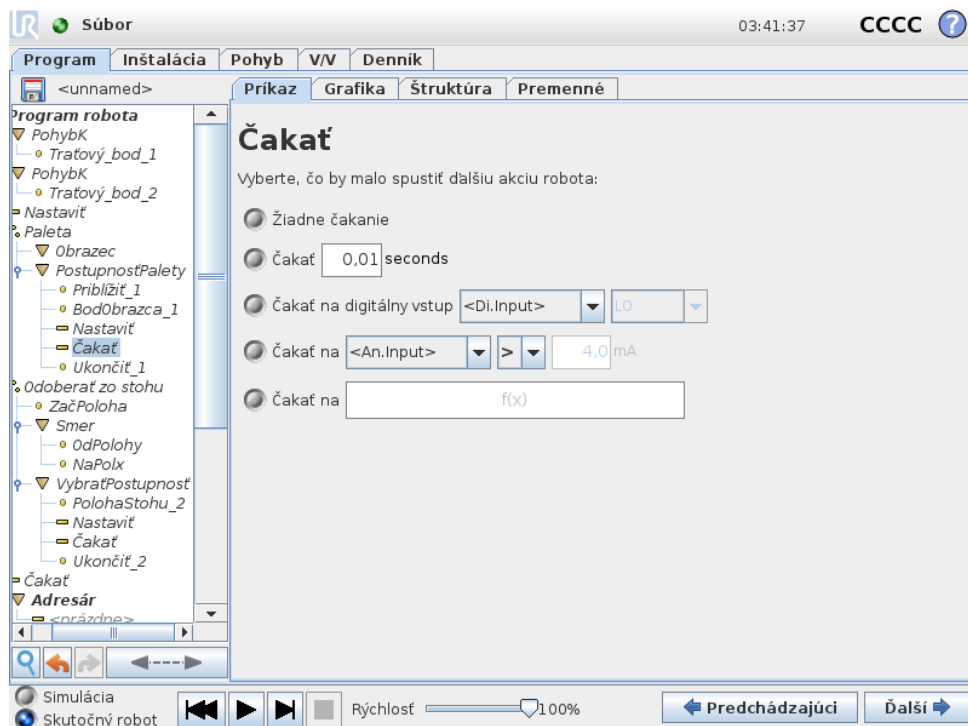 UR Súbor 03:41:37 CCCC ?
Program Inštalácia Pohyb V/V Denník
<unnamed> Príkaz Grafika Štruktúra Premenné
Program robota
PohybK
Traťový_bod_1
PohybK
Traťový_bod_2
Nastaviť
Paleta
Obrazec
PostupnosťPalety
Priblížiť_1
BodObrazca_1
Nastaviť
Čakať
Ukončiť_1
Odoberať zo stohu
ZačPoloha
Smer
OdPolohy
NaPolx
VybraťPostupnosť
PolohaStohu_2
Nastaviť
Čakať
Ukončiť_2
Čakať
Adresár
<prázdne>
Čakať
Vyberte, čo by malo spustiť ďalšiu akciu robota:
Žiadne čakanie
Čakať 0,01 seconds
Čakať na digitálny vstup <Di.Input> LO
Čakať na <An.Input> > 4,0 mA
Čakať na f(x)
Simulácia
Skutočný robot
Rýchlosť 100%
Predchádzajúci Ďalší